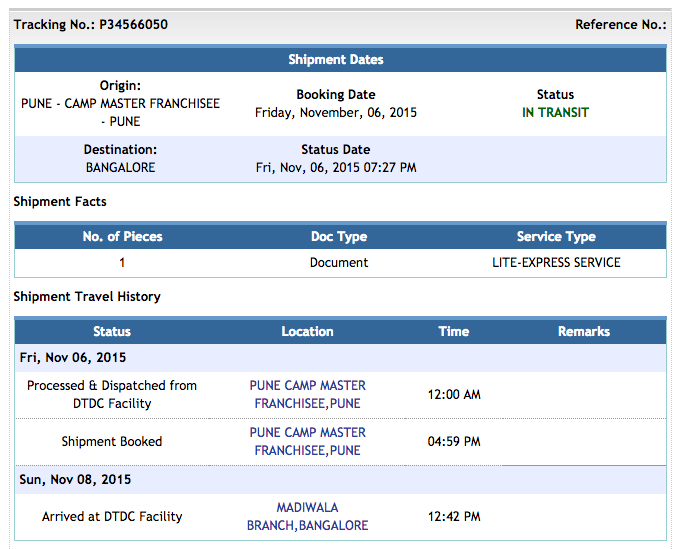 Tracking No.: P34566050 Reference No.:
Shipment Dates
Origin:
PUNE - CAMP MASTER FRANCHISEE
- PUNE
Booking Date
Friday, November, 06, 2015
Status
IN TRANSIT
Destination:
BANGALORE
Status Date
Fri, Nov, 06, 2015 07:27 PM
Shipment Facts
No. of Pieces Doc Type Service Type
1 Document LITE-EXPRESS SERVICE
Shipment Travel History
Status Location Time Remarks
Fri, Nov 06, 2015
Processed & Dispatched from
DTDC Facility
PUNE CAMP MASTER
FRANCHISEE,PUNE
12:00 AM
Shipment Booked
PUNE CAMP MASTER
FRANCHISEE,PUNE
04:59 PM
Sun, Nov 08, 2015
Arrived at DTDC Facility
MADIWALA
BRANCH,BANGALORE
12:42 PM